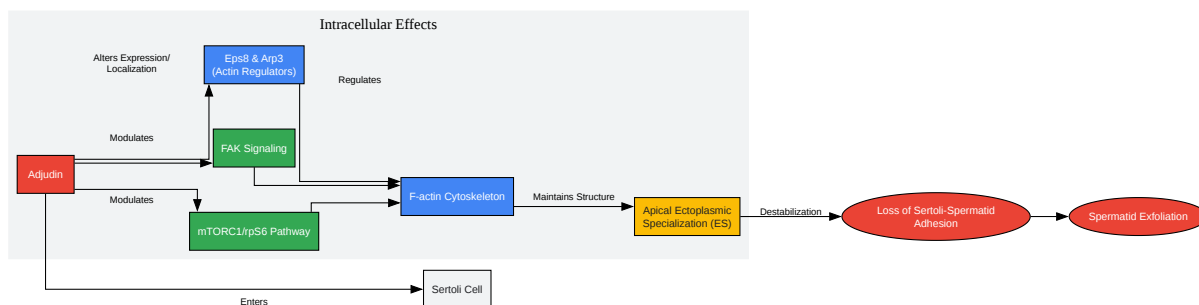 Intracellular Effects
Alters Expression/
Localization
Eps8 & Arp3
(Actin Regulators)
Regulates
Modulates
FAK Signaling
Adjudin
Modulates
mTORC1/rpS6 Pathway
F-actin Cytoskeleton
Maintains Structure
Apical Ectoplasmic
Specialization (ES)
Destabilization
Loss of Sertoli-Spermatid
Adhesion
Spermatid Exfoliation
Enters
Sertoli Cell